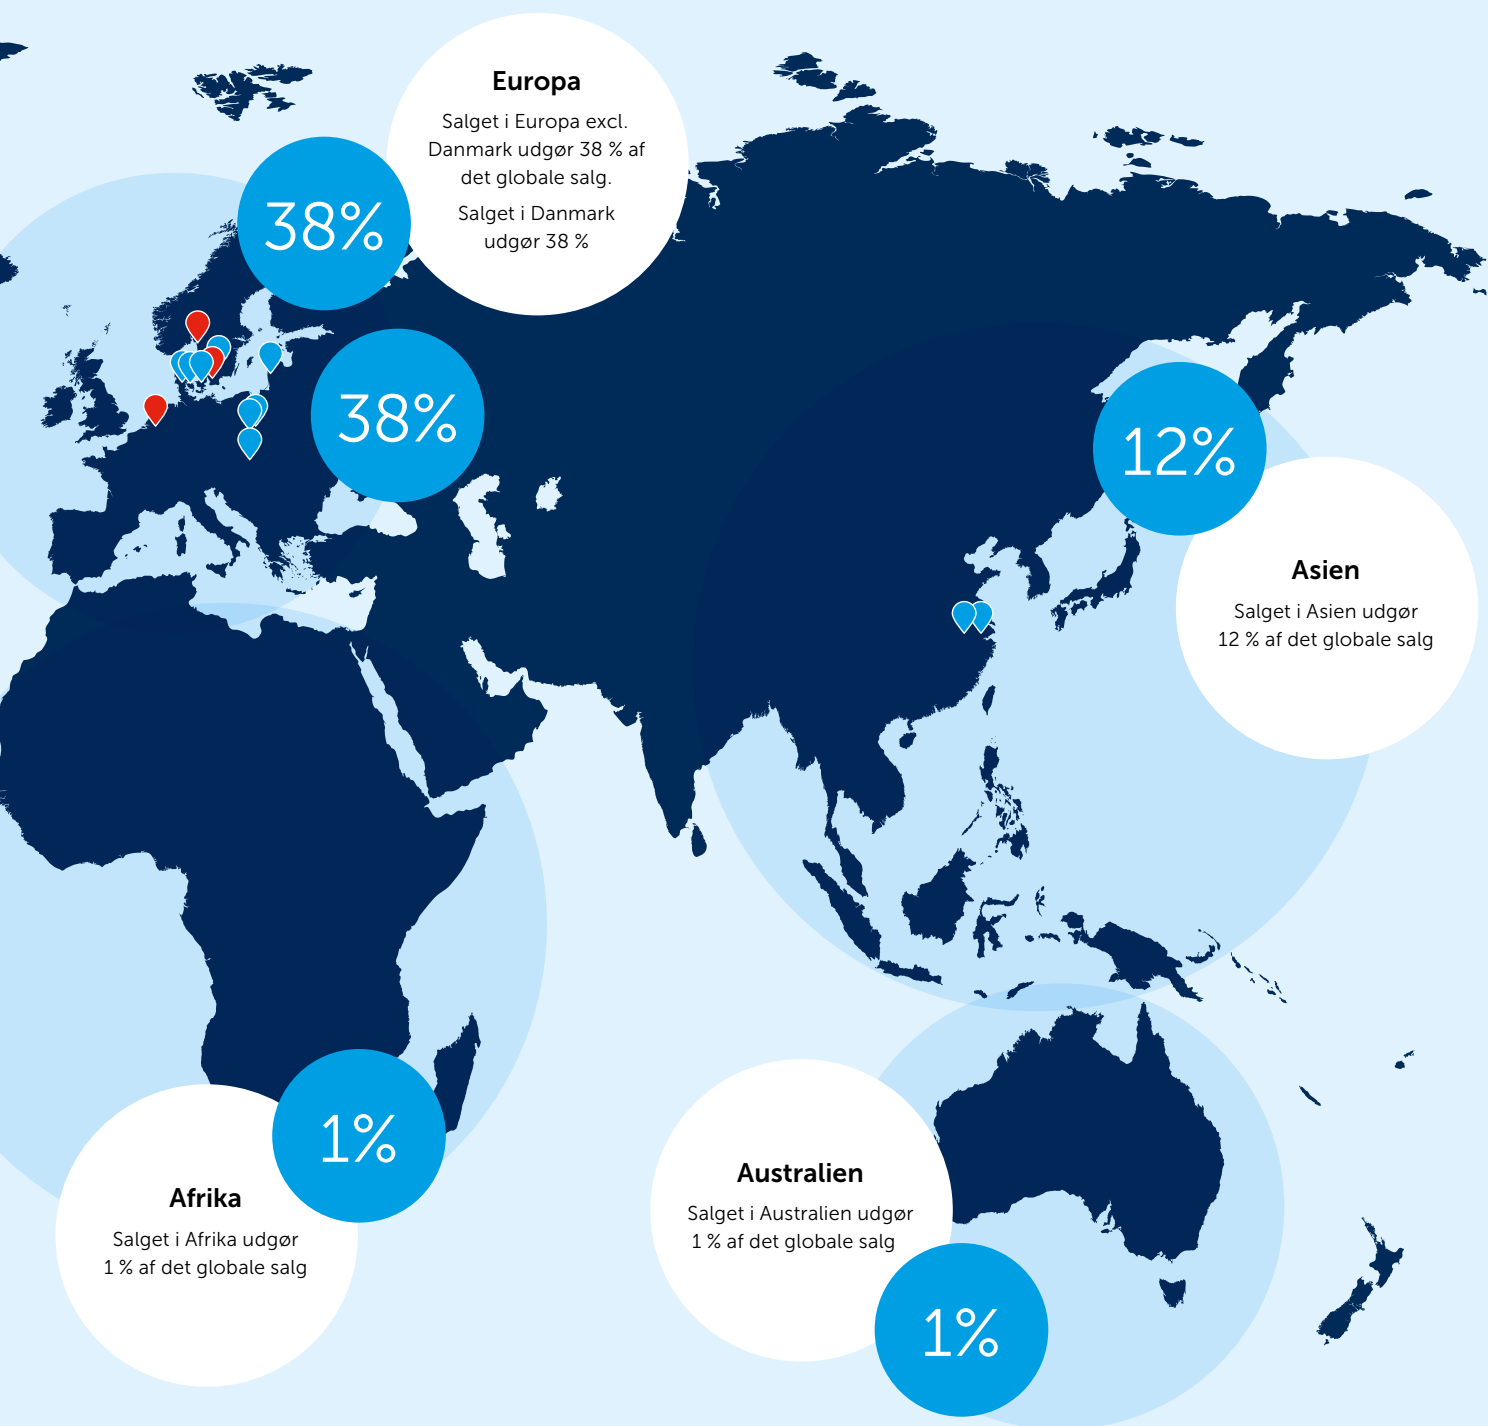 Europa
Salget i Europa excl.
Danmark udgør 38 % af
det globale salg.
Salget i Danmark
udgør 38 %
38%
38%
12%
Asien
Salget i Asien udgør
12 % af det globale salg
1%
Afrika
Salget i Afrika udgør
1 % af det globale salg
Australien
Salget i Australien udgør
1 % af det globale salg
1%